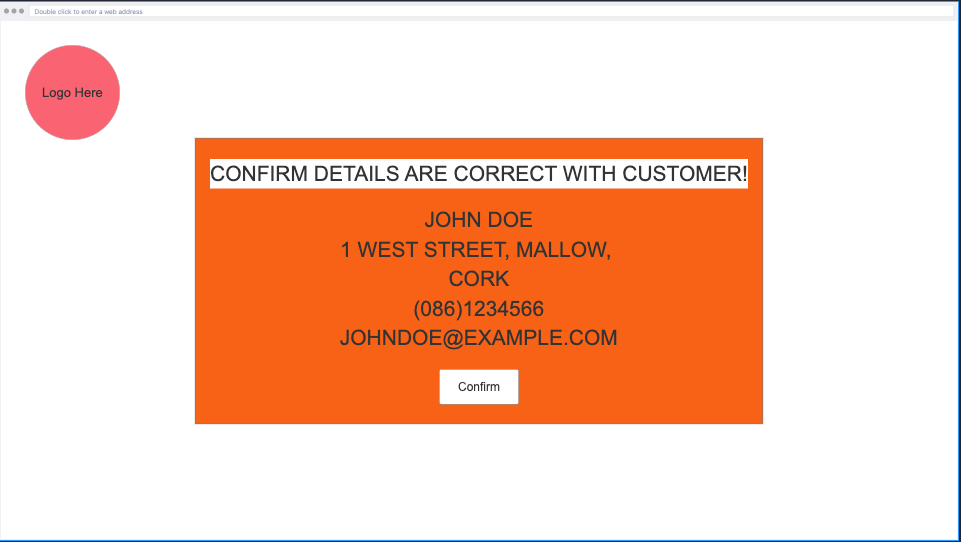 Double click to enter a web address
Logo Here
CONFIRM DETAILS ARE CORRECT WITH CUSTOMER!
JOHN DOE
1 WEST STREET, MALLOW,
CORK
(086)1234566
JOHNDOE@EXAMPLE.COM
Confirm